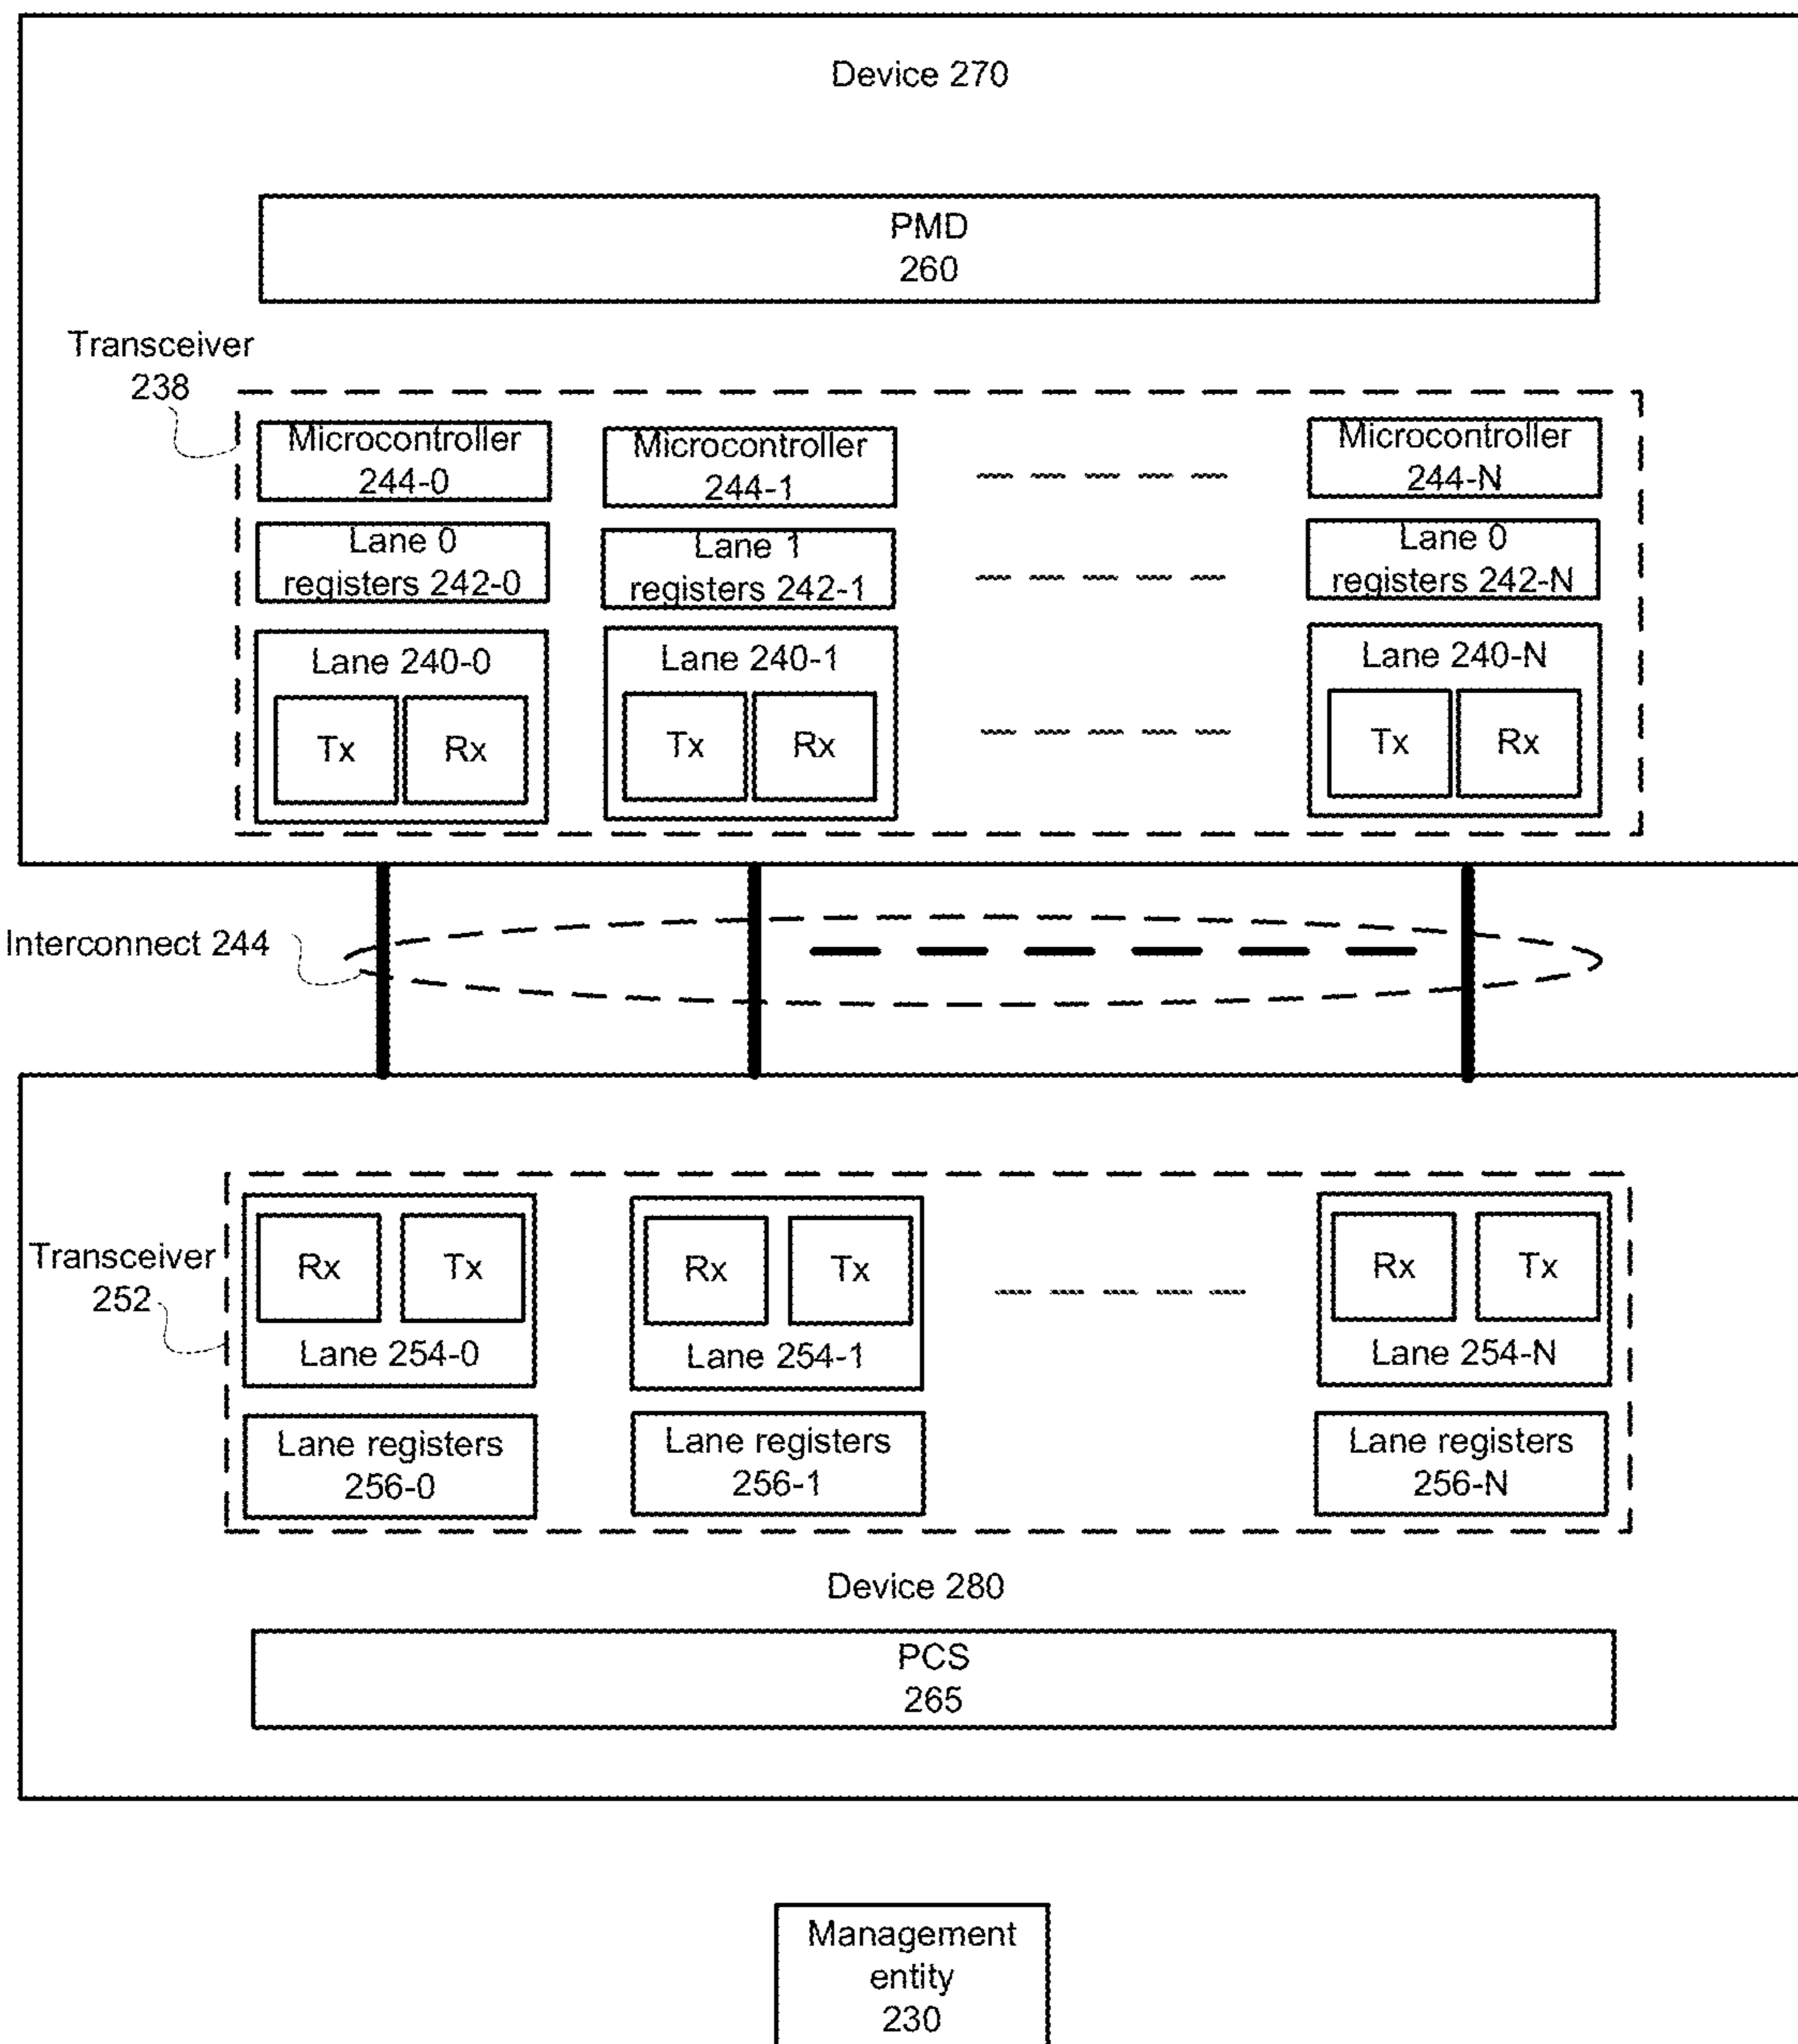 Device 270
PMD
260
Transceiver
238
Microcontroller
244-0
Microcontroller
244-1
Microcontroller
244-N
Lane 0
registers 242-0
Lane 1
registers 242-1
Lane 0
registers 242-N
Lane 240-0
Tx
Rx
Lane 240-1
Tx
Rx
Lane 240-N
Tx
Rx
Interconnect 244
Transceiver
252
Rx
Tx
Lane 254-0
Rx
Tx
Lane 254-1
Rx
Tx
Lane 254-N
Lane registers
256-0
Lane registers
256-1
Lane registers
256-N
Device 280
PCS
265
Management
entity
230